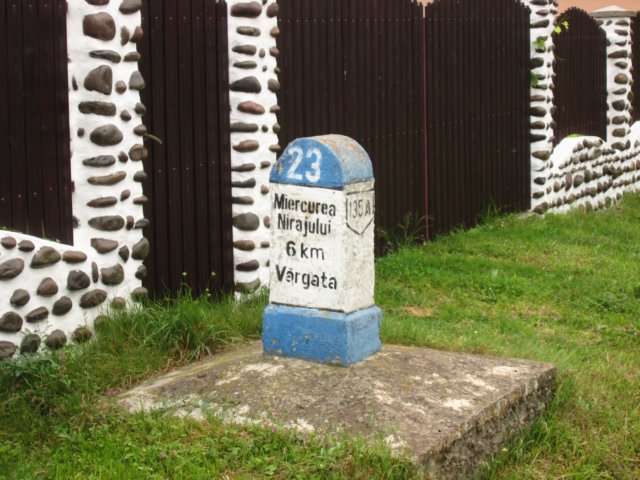 23
Miercurea
Nirajului
6 km
Vărgata
135A